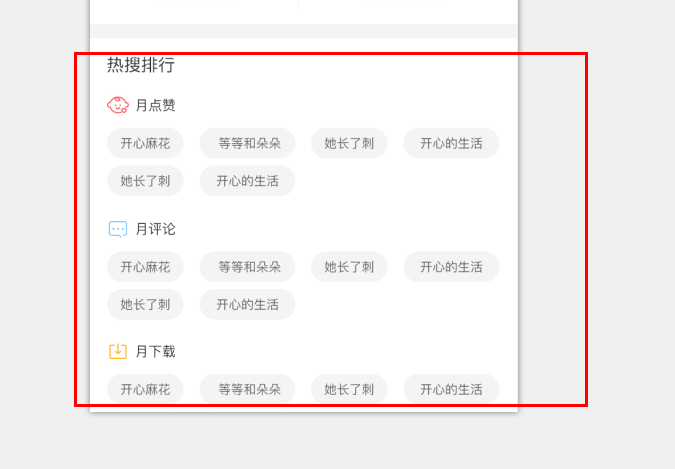 热搜排行
月点赞
开心麻花 等等和朵朵 她长了刺 开心的生活
她长了刺 开心的生活
月评论
开心麻花 等等和朵朵 她长了刺 开心的生活
她长了刺 开心的生活
月下载
开心麻花 等等和朵朵 她长了刺 开心的生活